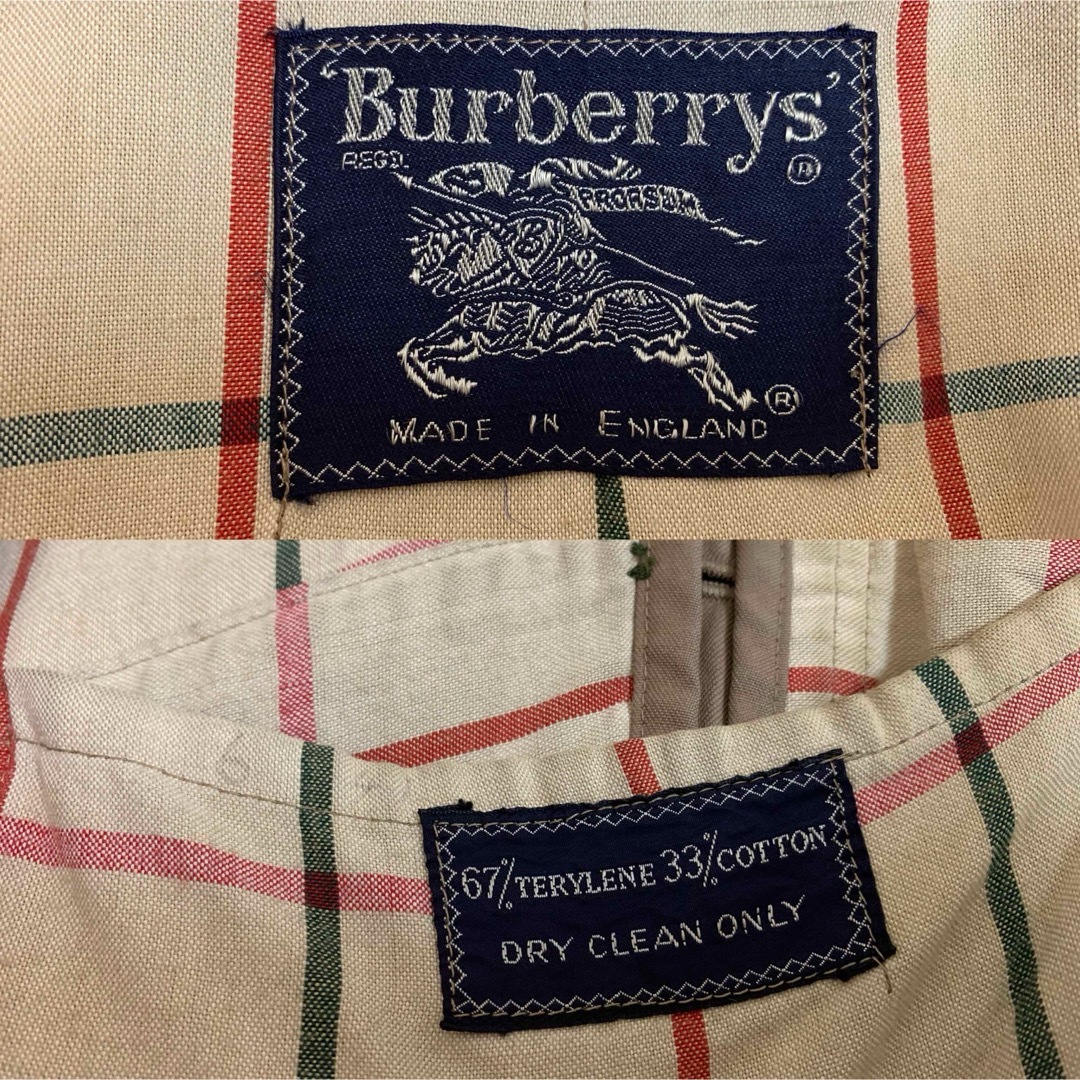 'Burberrys'
REGD. ®
PRORSUM
B
®
MADE IN ENGLAND
67% TERYLENE 33% COTTON
DRY CLEAN ONLY